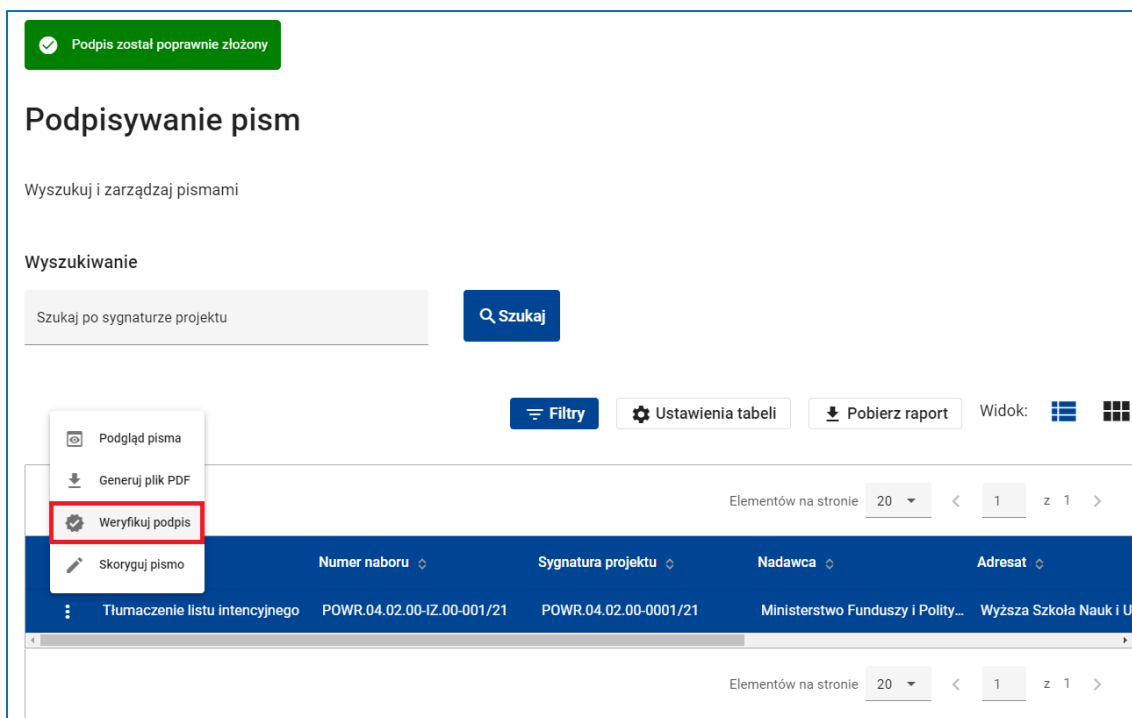 Podpis został poprawnie złożony
Podpisywanie pism
Wyszukuj i zarządzaj pismami
Wyszukiwanie
Szukaj po sygnaturze projektu
Szukaj
Filtry
Ustawienia tabeli
Pobierz raport
Widok:
Podgląd pisma
Generuj plik PDF
Weryfikuj podpis
Skoryguj pismo
Elementów na stronie 20 1 z 1
Numer naboru Sygnatura projektu Nadawca Adresat
Tłumaczenie listu intencyjnego POWR.04.02.00-IZ.00-001/21 POWR.04.02.00-0001/21 Ministerstwo Funduszy i Polity... Wyższa Szkoła Nauk i U
Elementów na stronie 20 1 z 1